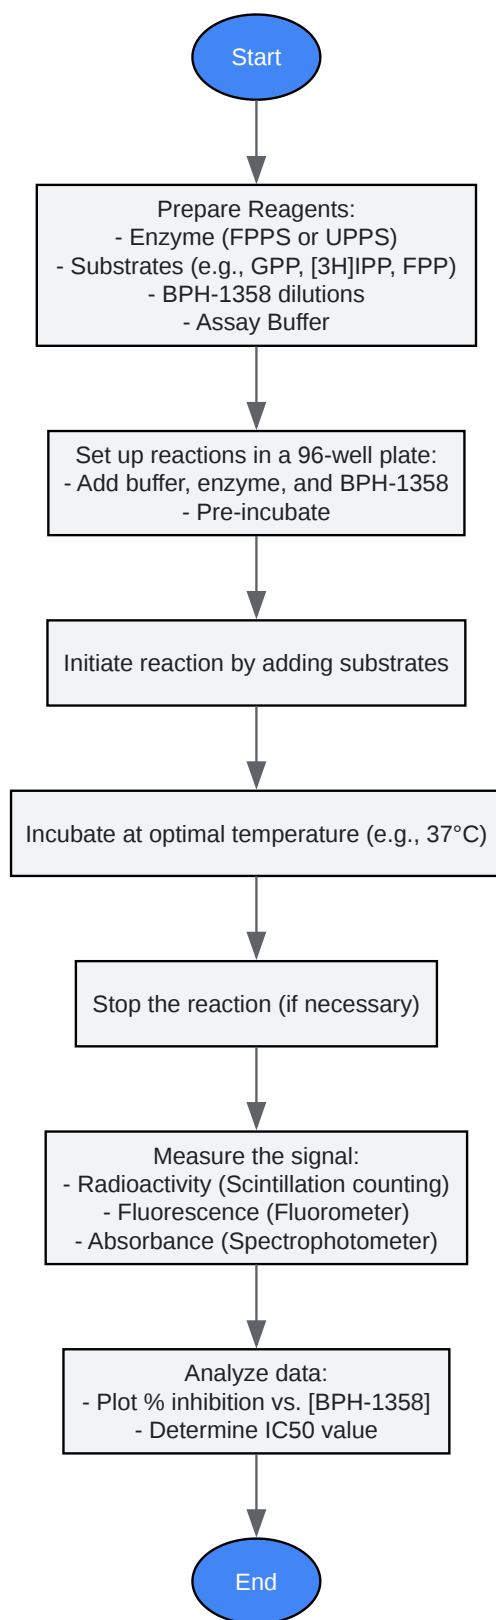 Start
Prepare Reagents:
- Enzyme (FPPS or UPPS)
- Substrates (e.g., GPP, [3H]IPP, FPP)
- BPH-1358 dilutions
- Assay Buffer
Set up reactions in a 96-well plate:
- Add buffer, enzyme, and BPH-1358
- Pre-incubate
Initiate reaction by adding substrates
Incubate at optimal temperature (e.g., 37°C)
Stop the reaction (if necessary)
Measure the signal:
- Radioactivity (Scintillation counting)
- Fluorescence (Fluorometer)
- Absorbance (Spectrophotometer)
Analyze data:
- Plot % inhibition vs. [BPH-1358]
- Determine IC50 value
End